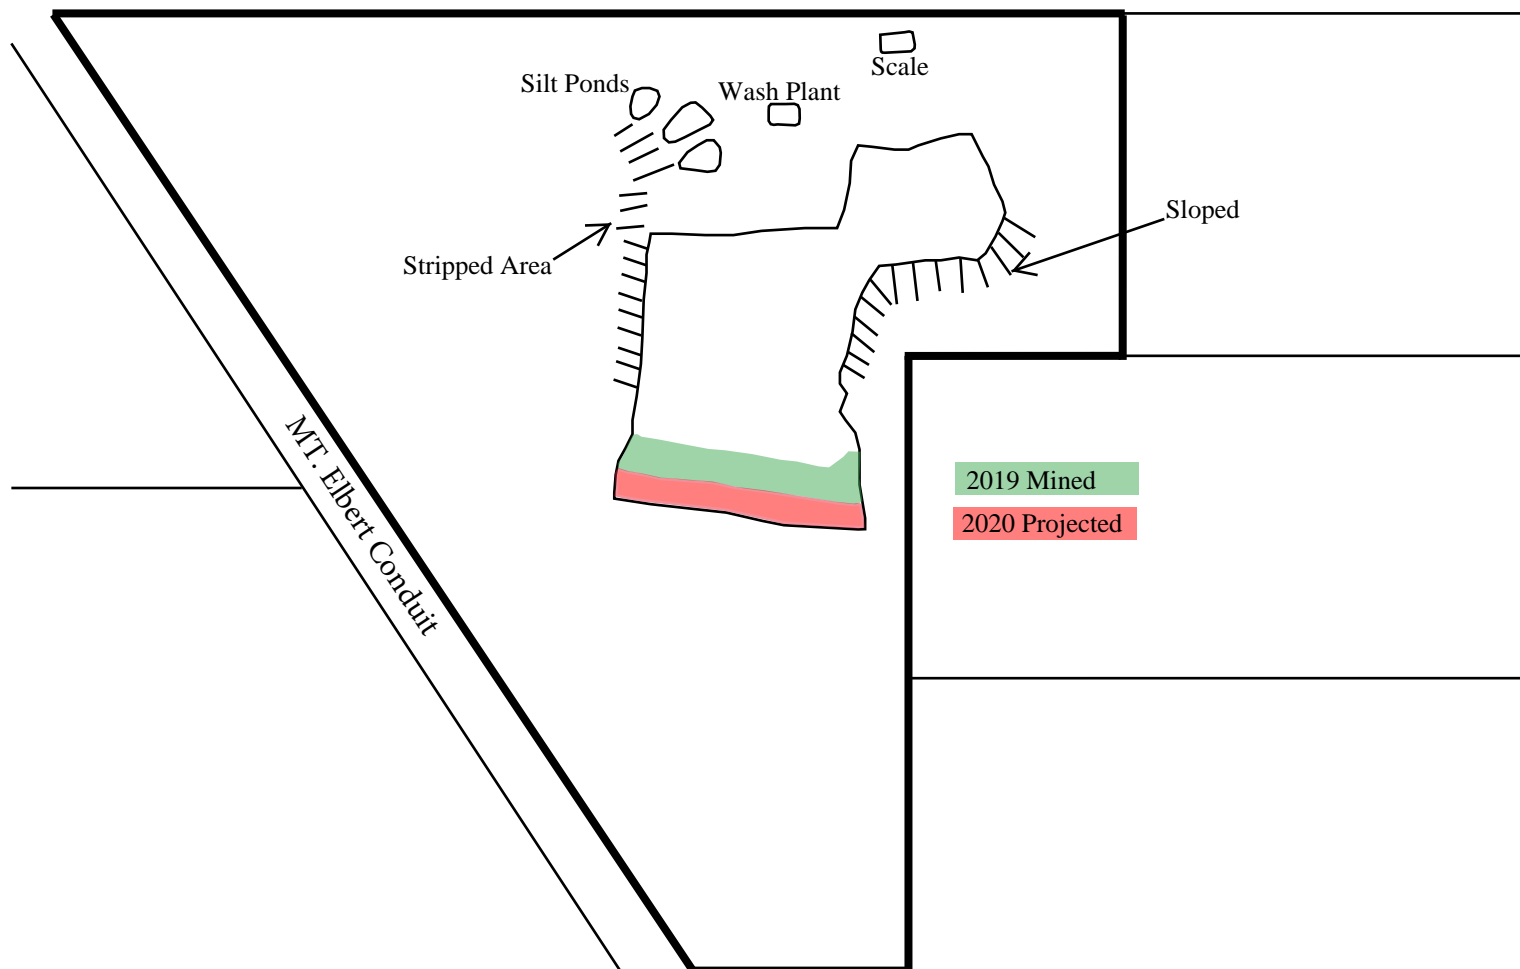 Scale
Silt Ponds
Wash Plant
Sloped
Stripped Area
MT. Elbert Conduit
2019 Mined
2020 Projected